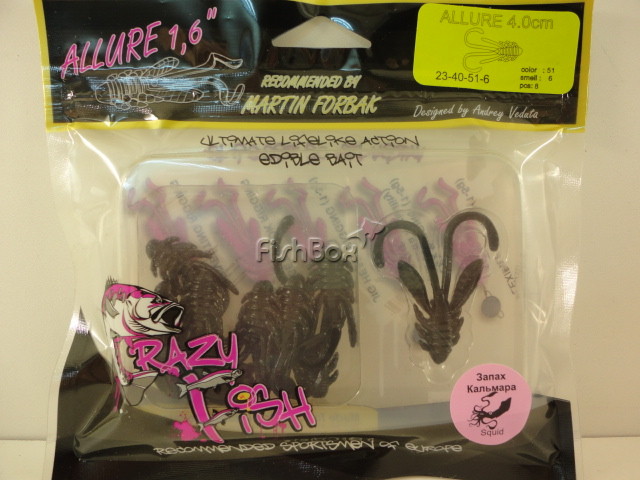 ALLURE 1,6"
RECOMMENDED BY
MARTIN FORBAK
ALLURE 4.0cm
color : 51
smell : 6
pcs: 8
23-40-51-6
Designed by Andrey Vedata
ULTIMATE LIFELIKE ACTION
EDIBLE BAIT
FishBox
CRAZY
FISH
Запах
Кальмара
Squid
RECOMMENDED SPORTSMEN OF EUROPE